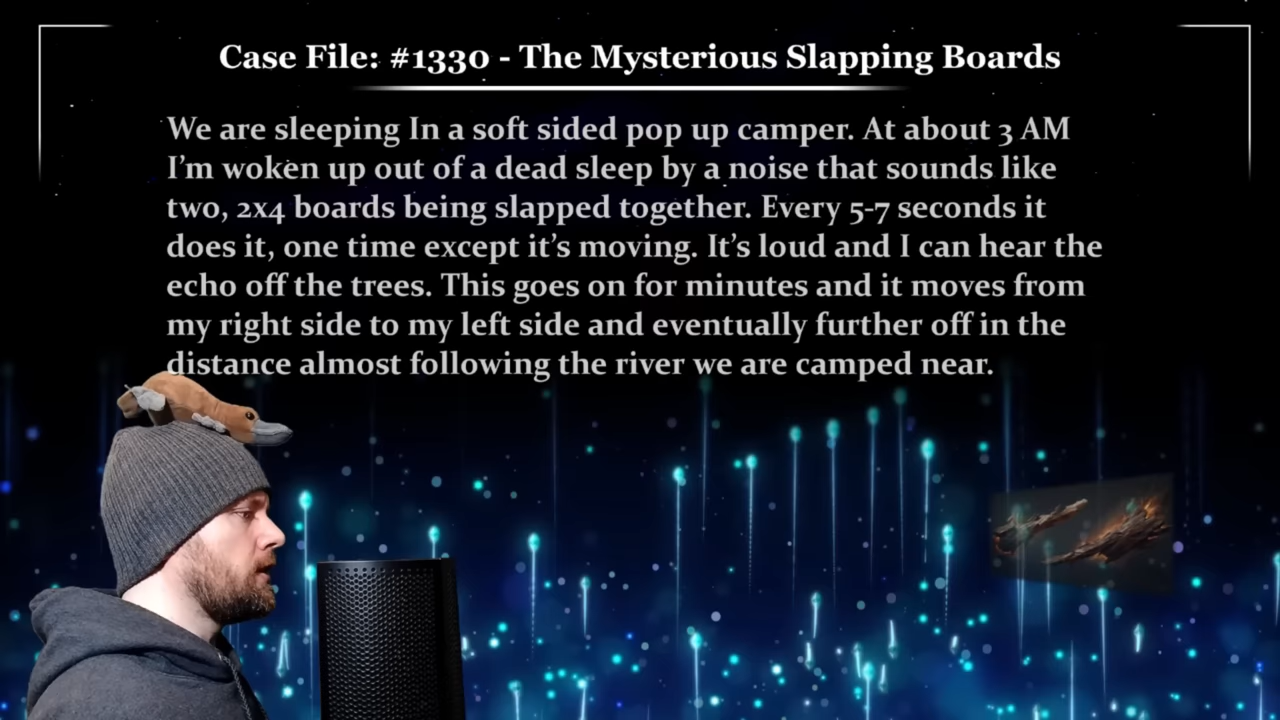 Case File: #1330 - The Mysterious Slapping Boards
We are sleeping In a soft sided pop up camper. At about 3 AM
I'm woken up out of a dead sleep by a noise that sounds like
two, 2x4 boards being slapped together. Every 5-7 seconds it
does it, one time except it's moving. It's loud and I can hear the
echo off the trees. This goes on for minutes and it moves from
my right side to my left side and eventually further off in the
distance almost following the river we are camped near.